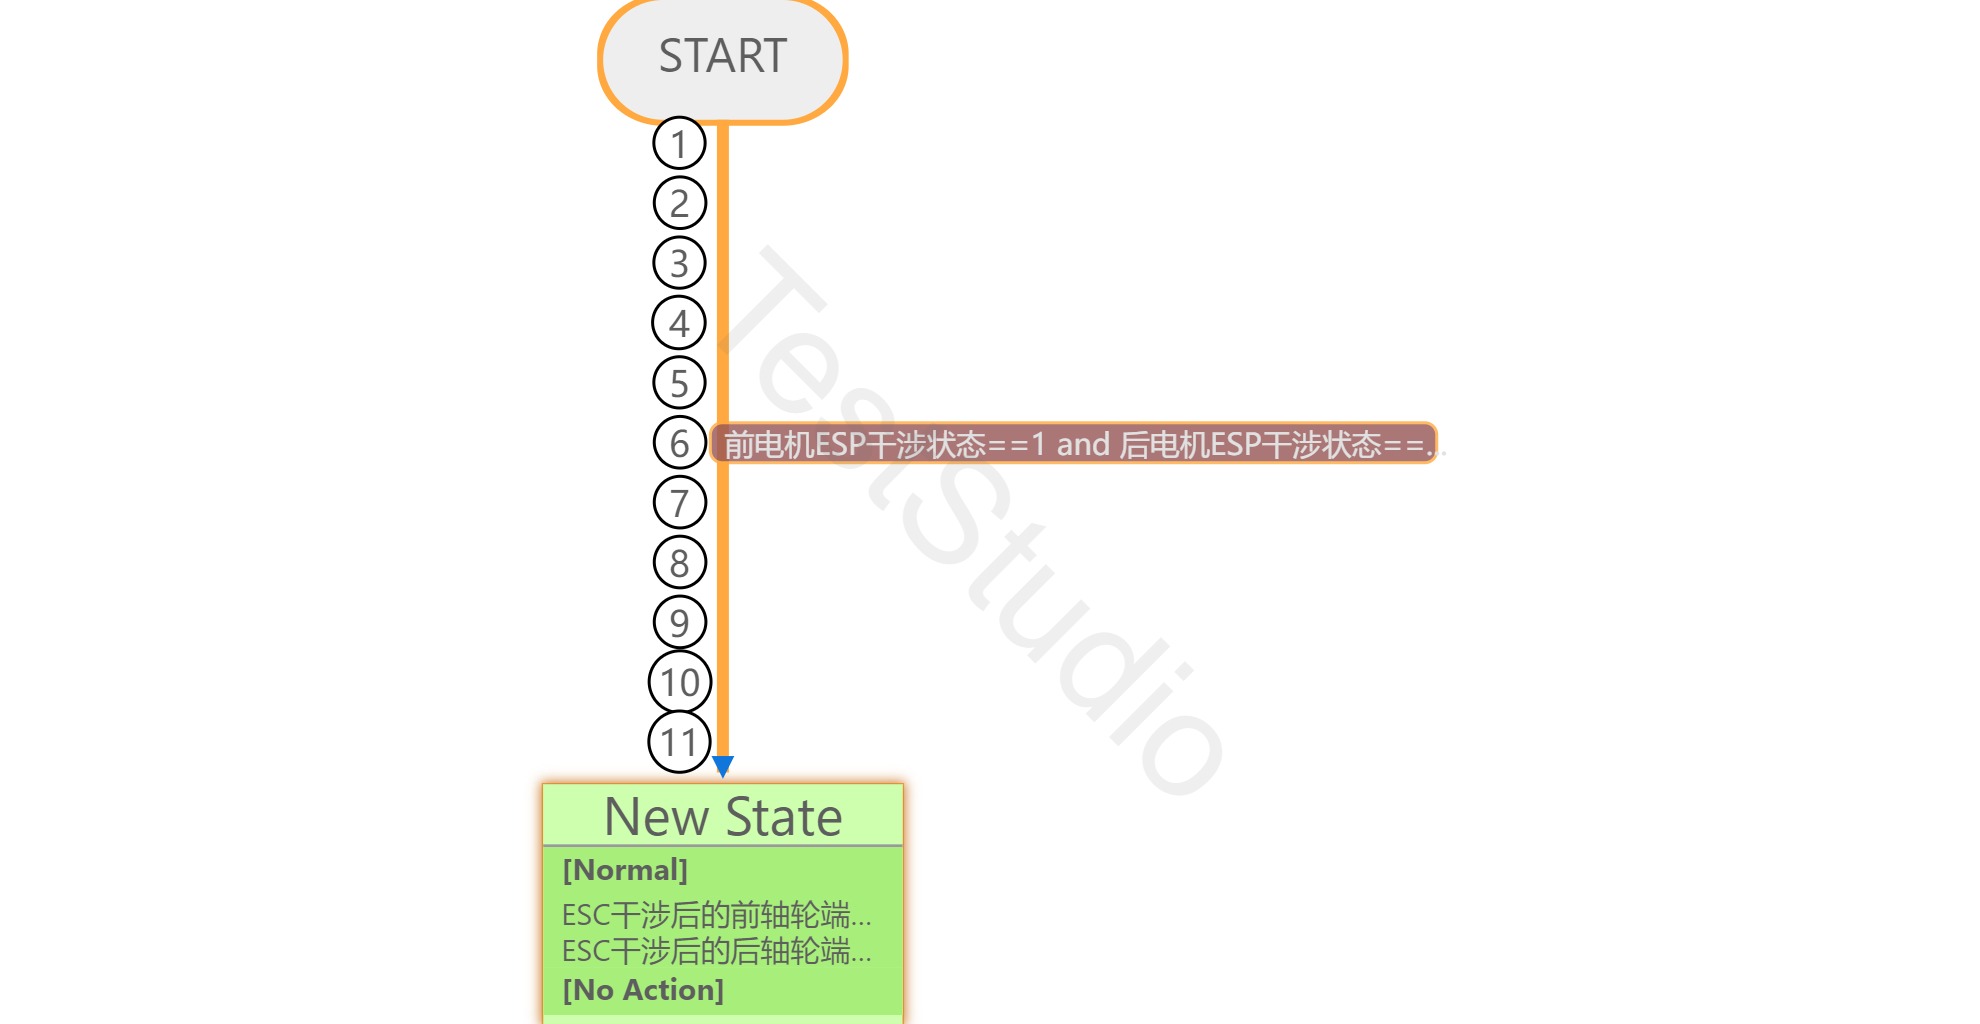 START
1
2
3
4
5
6
前电机ESP干涉状态==1 and 后电机ESP干涉状态==...
7
8
9
10
11
TestStudio
New State
[Normal]
ESC干涉后的前轴轮端...
ESC干涉后的后轴轮端...
[No Action]